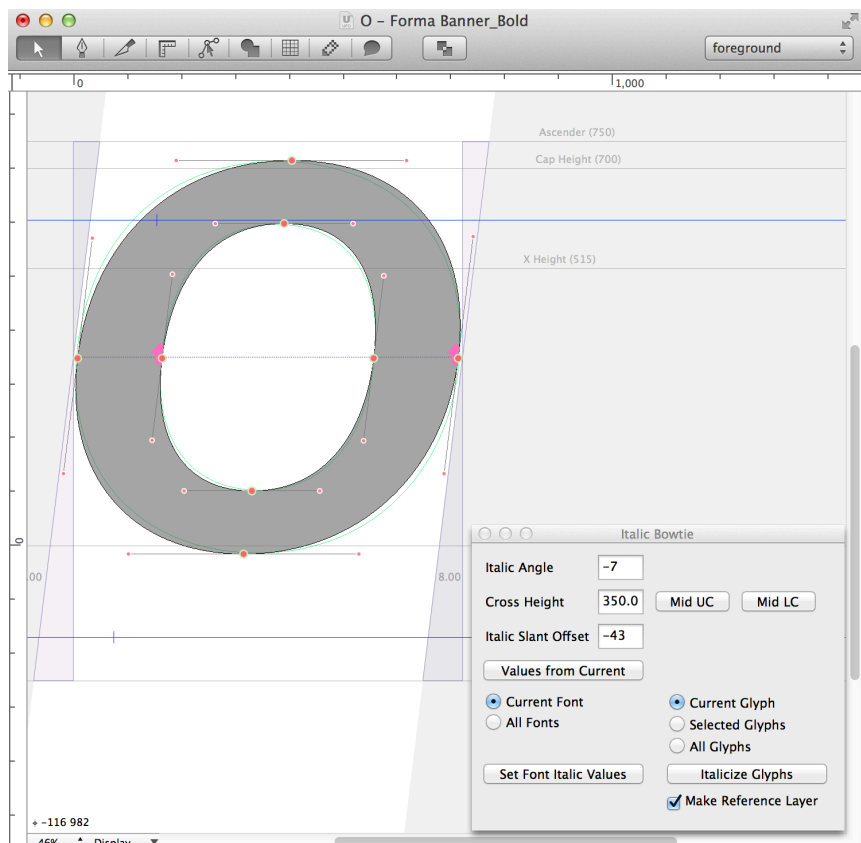 O – Forma Banner_Bold
foreground
0
1,000
Ascender (750)
Cap Height (700)
X Height (515)
0
.00
8.00
Italic Bowtie
Italic Angle -7
Cross Height 350.0 Mid UC Mid LC
Italic Slant Offset -43
Values from Current
Current Font Current Glyph
All Fonts Selected Glyphs
All Glyphs
Set Font Italic Values Italicize Glyphs
Make Reference Layer
-116 982
46% Display